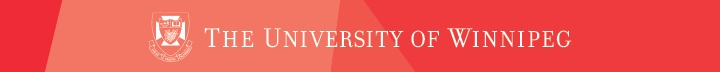 THE UNIVERSITY OF WINNIPEG